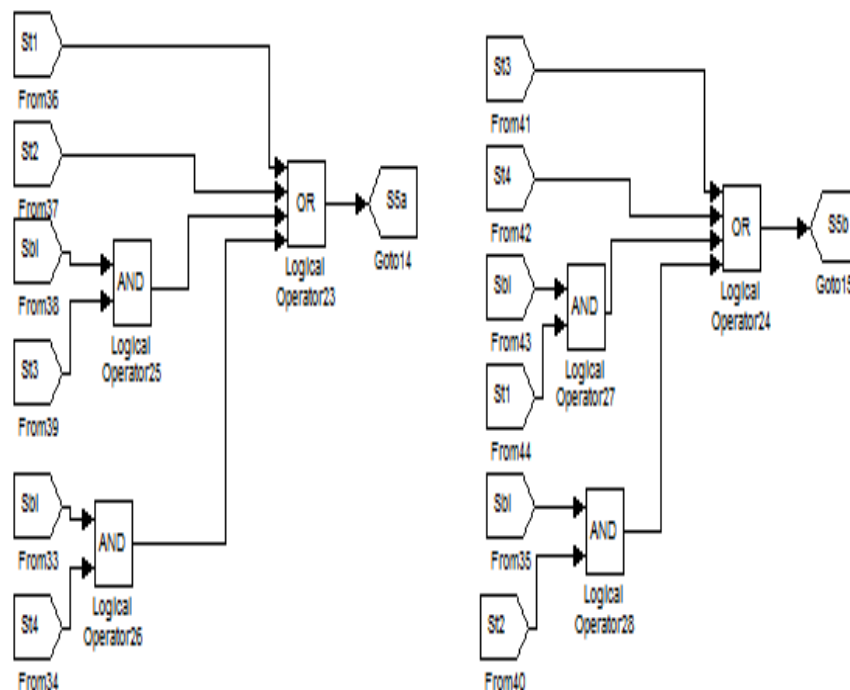 St1
From36
St2
From37
Sbl
From38
AND
Logical
Operator25
St3
From39
OR
Logical
Operator23
S5a
Goto14
Sbl
From33
AND
Logical
Operator26
St4
From34
St3
From41
St4
From42
Sbl
From43
AND
Logical
Operator27
St1
From44
OR
Logical
Operator24
S5b
Goto15
Sbl
From35
AND
Logical
Operator28
St2
From40